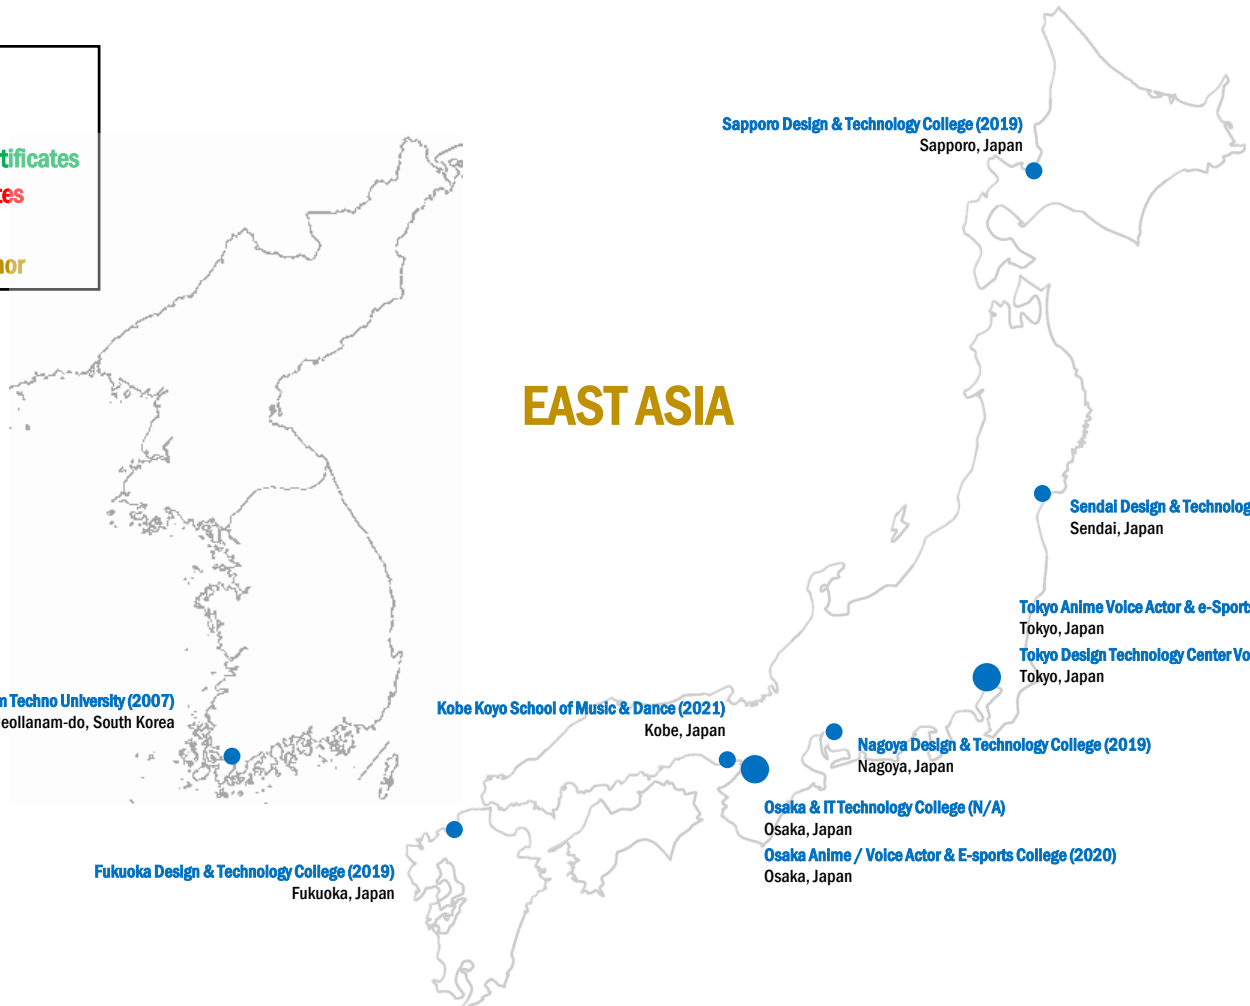 Sapporo Design & Technology College (2019)
Sapporo, Japan
tificates
tes
nor
EAST ASIA
Sendai Design & Technolog
Sendai, Japan
Tokyo Anime Voice Actor & e-Sports
Tokyo, Japan
Tokyo Design Technology Center Vo
Tokyo, Japan
m Techno University (2007)
eollanam-do, South Korea
Kobe Koyo School of Music & Dance (2021)
Kobe, Japan
Nagoya Design & Technology College (2019)
Nagoya, Japan
Osaka & IT Technology College (N/A)
Osaka, Japan
Osaka Anime / Voice Actor & E-sports College (2020)
Osaka, Japan
Fukuoka Design & Technology College (2019)
Fukuoka, Japan